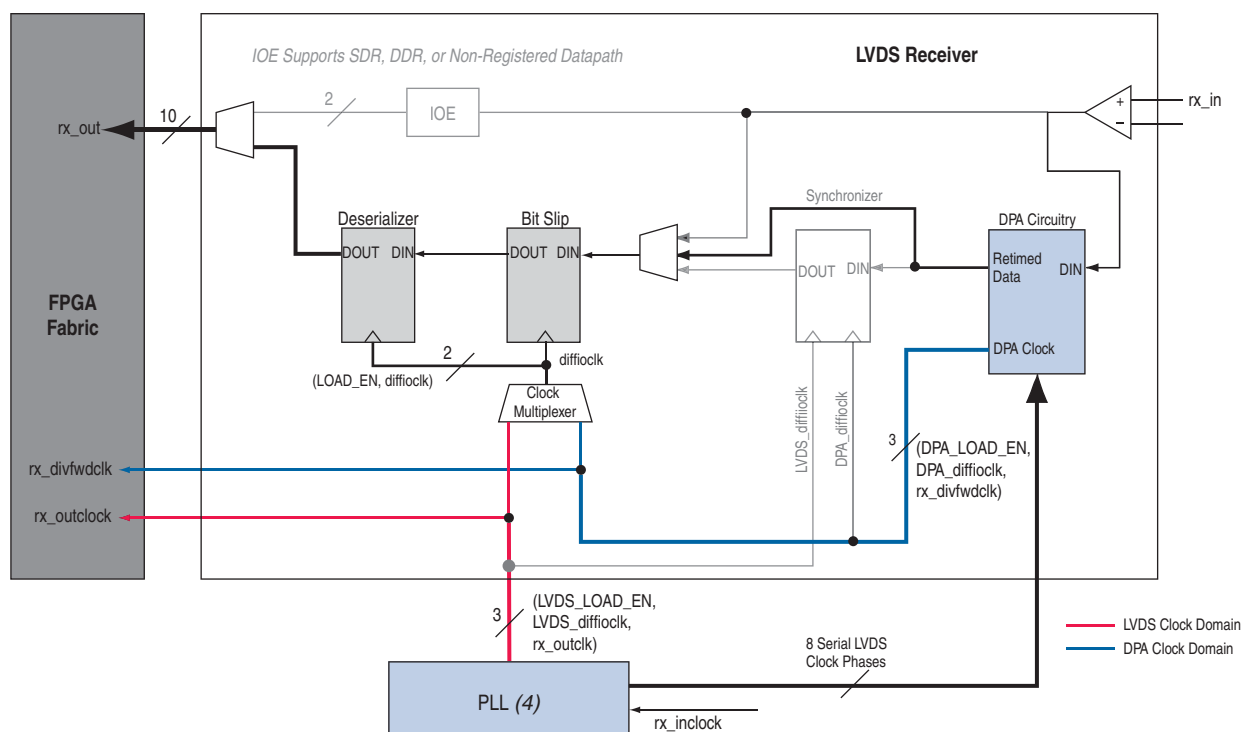 IOE Supports SDR, DDR, or Non-Registered Datapath
LVDS Receiver
2
IOE
+
−
rx_in
10
rx_out
Synchronizer
Deserializer
Bit Slip
DPA Circuitry
DOUT
DIN
DOUT
DIN
DOUT
DIN
Retimed
Data
DIN
DPA Clock
FPGA
Fabric
2
(LOAD_EN, diffioclk)
diffioclk
Clock
Multiplexer
LVDS_diffiioclk
DPA_diffioclk
3
(DPA_LOAD_EN,
DPA_diffioclk,
rx_divfwdclk)
rx_divfwdclk
rx_outclock
3
(LVDS_LOAD_EN,
LVDS_diffioclk,
rx_outclk)
8 Serial LVDS
Clock Phases
LVDS Clock Domain
DPA Clock Domain
PLL (4)
rx_inclock